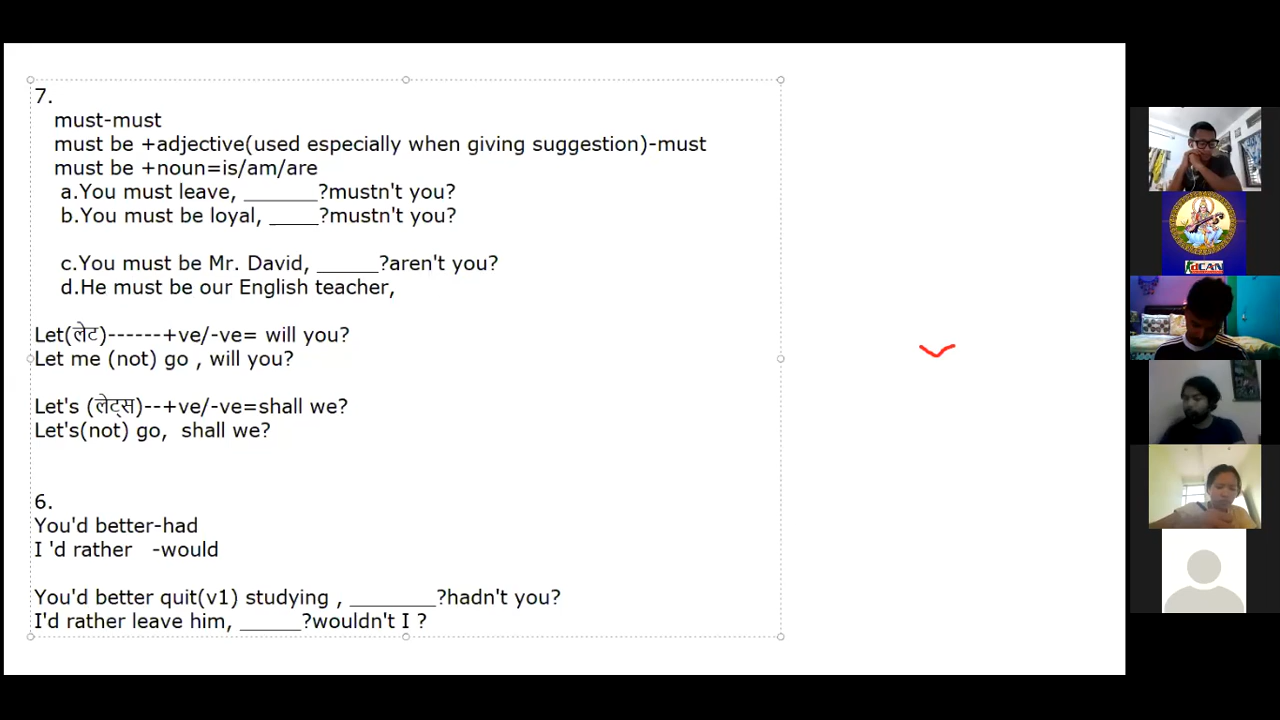 7.
must-must
must be +adjective(used especially when giving suggestion)-must
must be +noun=is/am/are
a.You must leave, _______?mustn't you?
b.You must be loyal, _____?mustn't you?
c.You must be Mr. David, ______?aren't you?
d.He must be our English teacher,
Let(लेट)------+ve/-ve= will you?
Let me (not) go , will you?
Let's (लेट्स)--+ve/-ve=shall we?
Let's(not) go,  shall we?
6.
You'd better-had
I 'd rather   -would
You'd better quit(v1) studying , ________?hadn't you?
I'd rather leave him, ______?wouldn't I ?